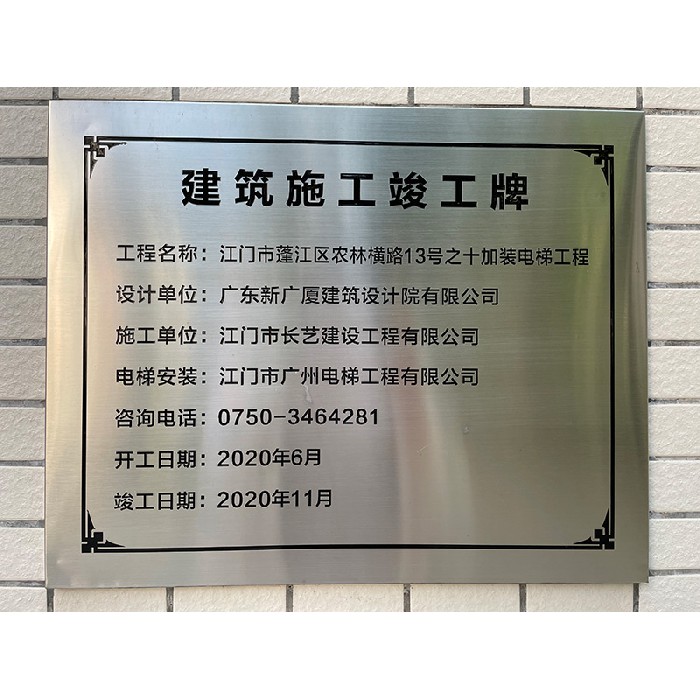 建筑施工竣工牌
工程名称：江门市蓬江区农林横路13号之十加装电梯工程
设计单位：广东新广厦建筑设计院有限公司
施工单位：江门市长艺建设工程有限公司
电梯安装：江门市广州电梯工程有限公司
咨询电话：0750-3464281
开工日期：2020年6月
竣工日期：2020年11月